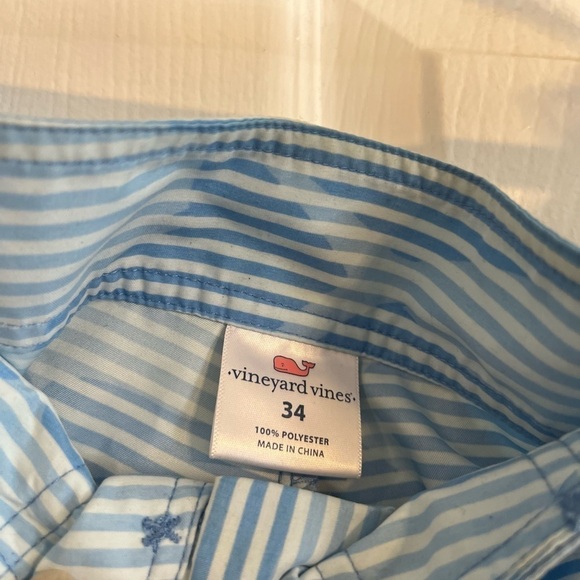 ·vineyard vines·
34
100% POLYESTER
MADE IN CHINA